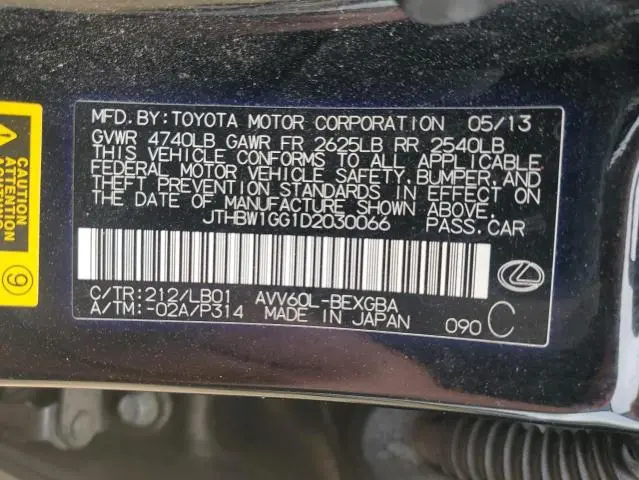 MFD. BY: TOYOTA MOTOR CORPORATION 05/13
GVWR 4740LB GAWR FR 2625LB RR 2540LB
THIS VEHICLE CONFORMS TO ALL APPLICABLE
FEDERAL MOTOR VEHICLE SAFETY, BUMPER, AND
THEFT PREVENTION STANDARDS IN EFFECT ON
THE DATE OF MANUFACTURE SHOWN ABOVE.
JTHBW1GG1D2030066 PASS.CAR
C/TR:212/LB01 AVV60L-BEXGBA
A/TM:-02A/P314 MADE IN JAPAN 090 C
9